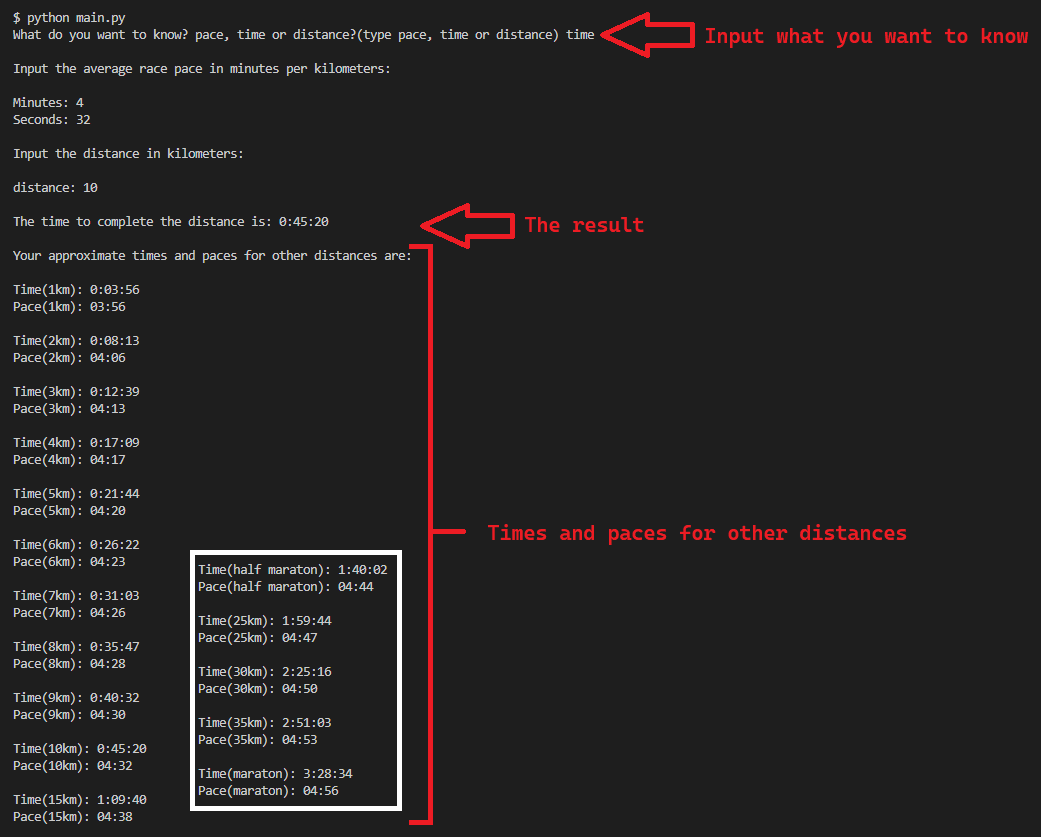 $ python main.py
What do you want to know? pace, time or distance?(type pace, time or distance) time
Input what you want to know
Input the average race pace in minutes per kilometers:
Minutes: 4
Seconds: 32
Input the distance in kilometers:
distance: 10
The time to complete the distance is: 0:45:20
The result
Your approximate times and paces for other distances are:
Time(1km): 0:03:56
Pace(1km): 03:56
Time(2km): 0:08:13
Pace(2km): 04:06
Time(3km): 0:12:39
Pace(3km): 04:13
Time(4km): 0:17:09
Pace(4km): 04:17
Time(5km): 0:21:44
Pace(5km): 04:20
Time(6km): 0:26:22
Pace(6km): 04:23
Time(7km): 0:31:03
Pace(7km): 04:26
Time(8km): 0:35:47
Pace(8km): 04:28
Time(9km): 0:40:32
Pace(9km): 04:30
Time(10km): 0:45:20
Pace(10km): 04:32
Time(15km): 1:09:40
Pace(15km): 04:38
Time(half maraton): 1:40:02
Pace(half maraton): 04:44
Time(25km): 1:59:44
Pace(25km): 04:47
Time(30km): 2:25:16
Pace(30km): 04:50
Time(35km): 2:51:03
Pace(35km): 04:53
Time(maraton): 3:28:34
Pace(maraton): 04:56
Times and paces for other distances